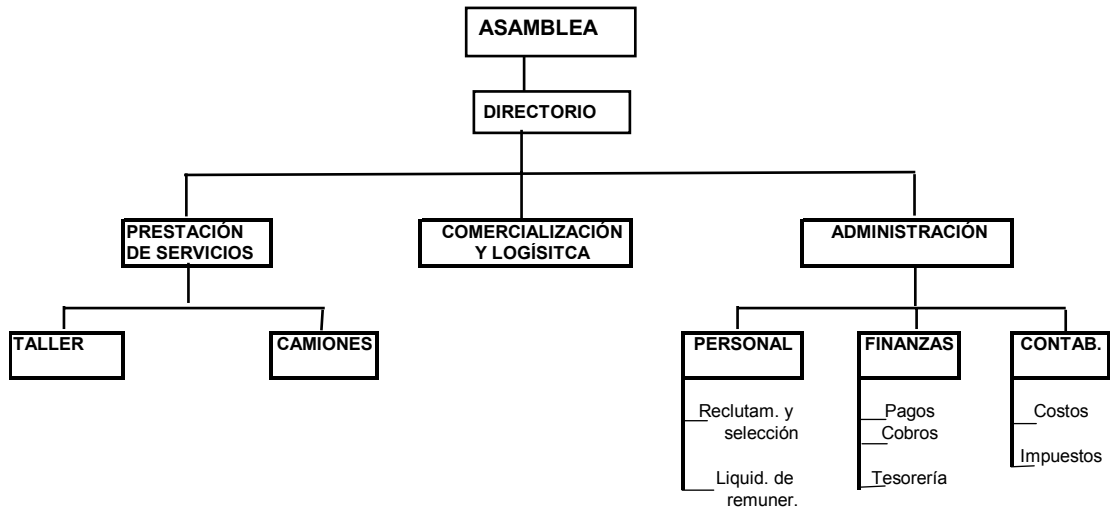 ASAMBLEA
DIRECTORIO
PRESTACIÓN
DE SERVICIOS
COMERCIALIZACIÓN
Y LOGÍSITCA
ADMINISTRACIÓN
TALLER
CAMIONES
PERSONAL
FINANZAS
CONTAB.
Reclutam. y
selección
Liquid. de
remuner.
Pagos
Cobros
Tesorería
Costos
Impuestos